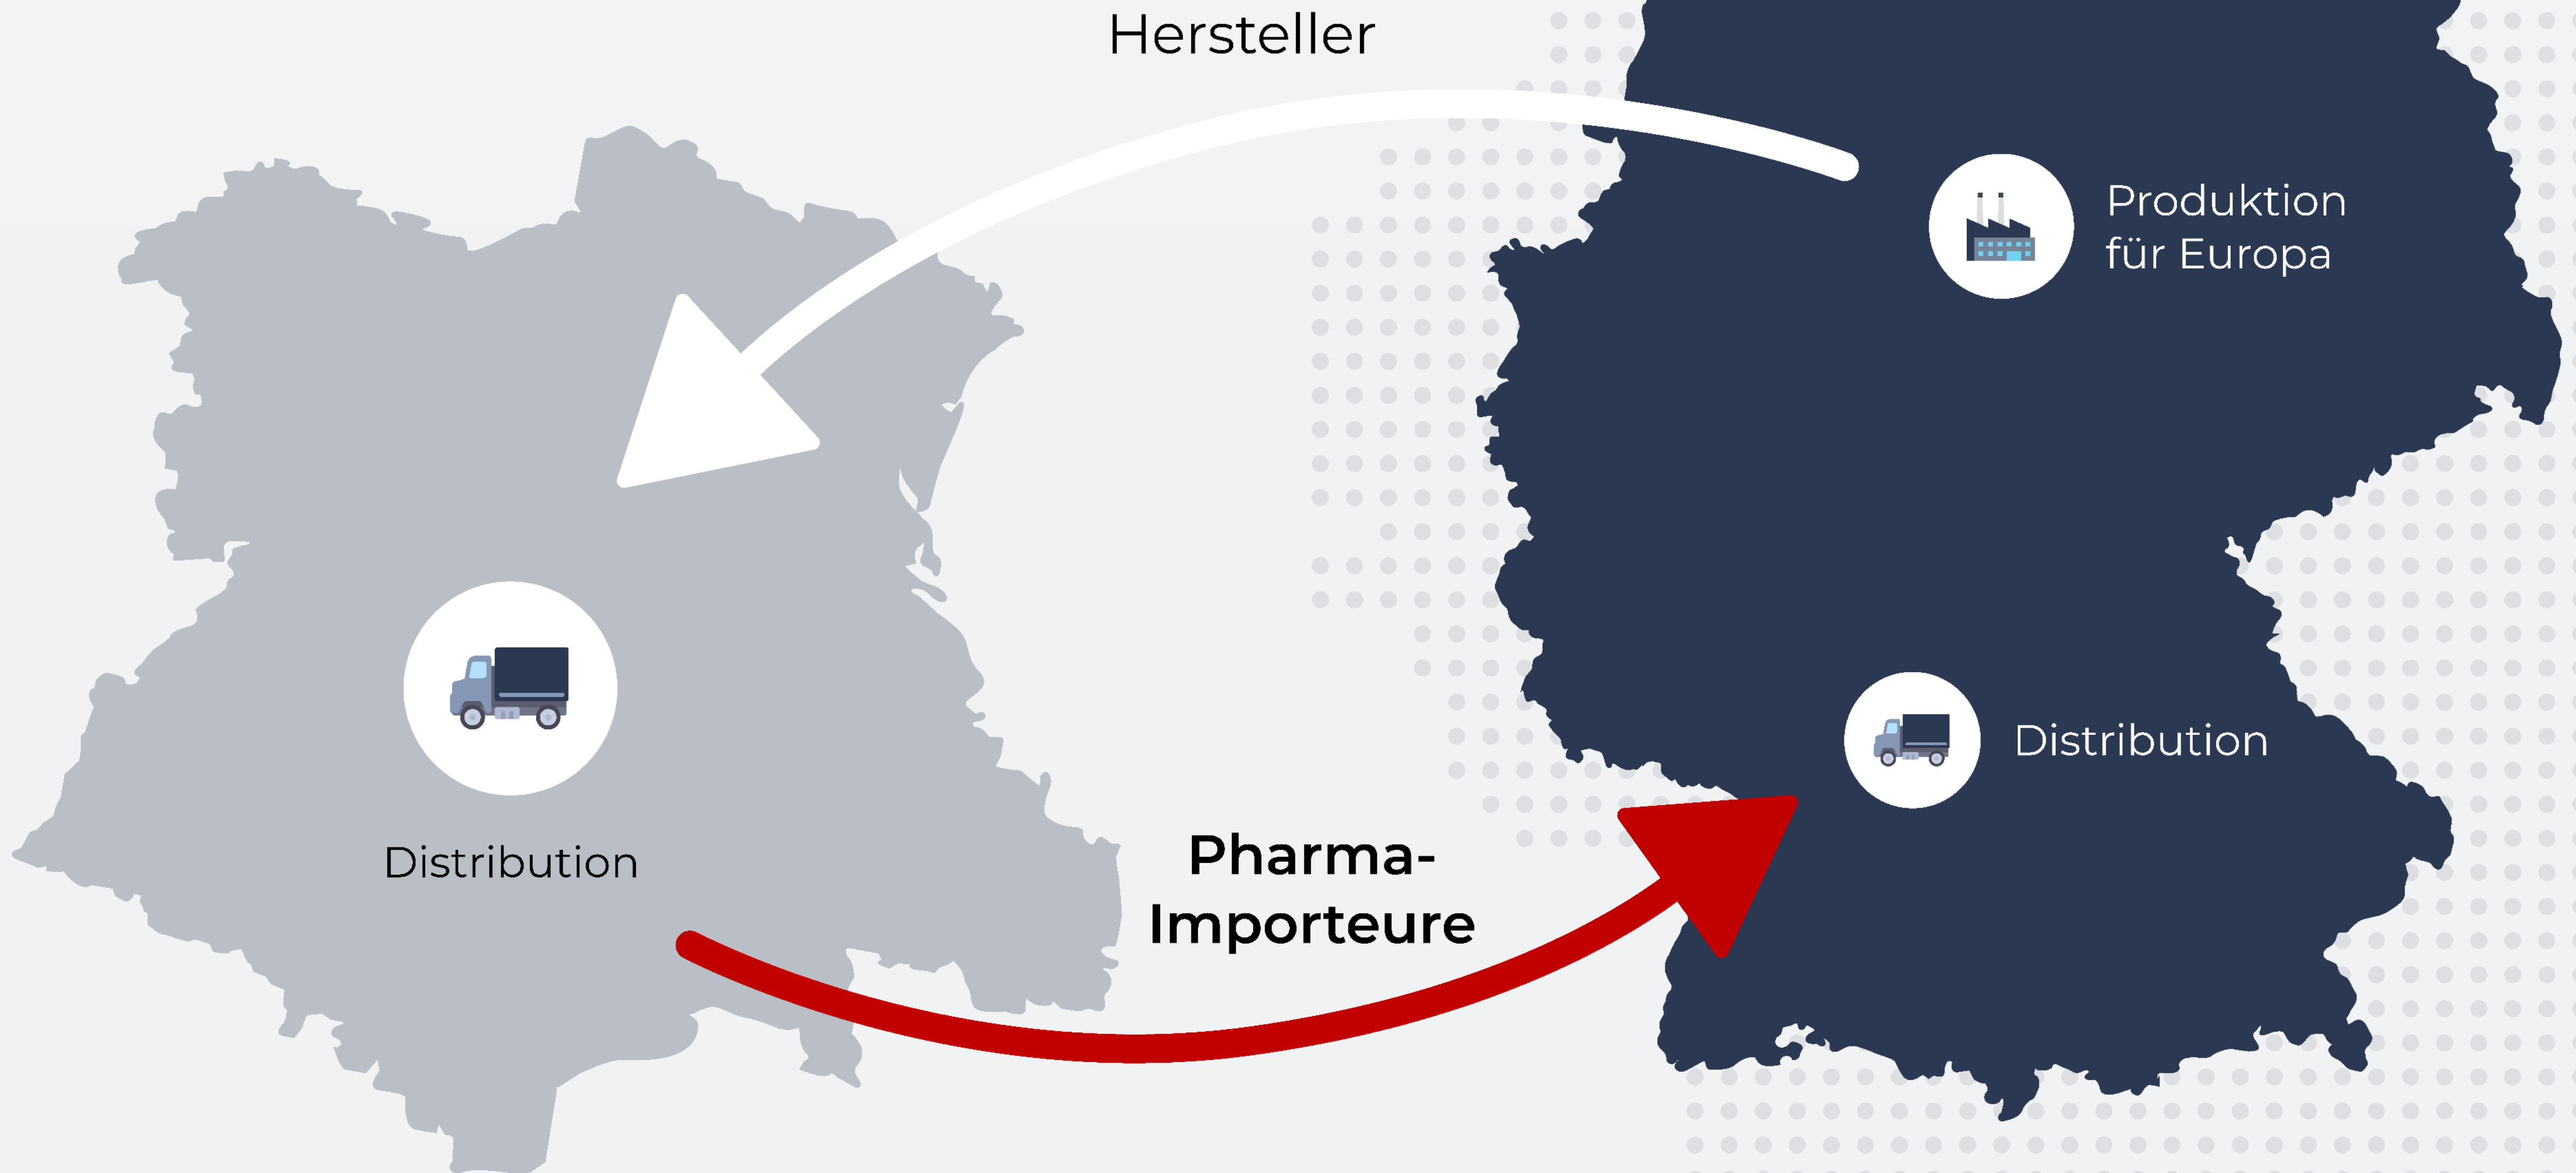 Hersteller
Produktion
für Europa
Distribution
Distribution
Pharma-
Importeure